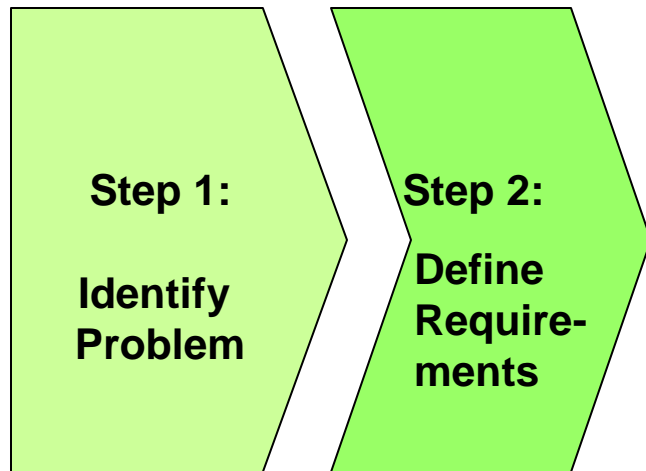 Step 1:
Identify
Problem
Step 2:
Define
Require-
ments